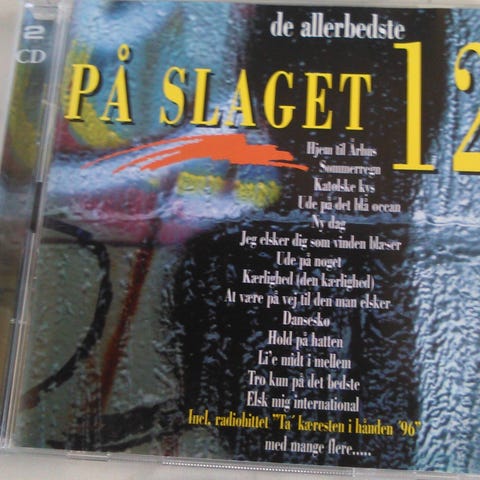 2
CD
de allerbedste
PÅ SLAGET 12
Hjem til Århus
Sommerregn
Katolske kys
Ude på det blå ocean
Ny dag
Jeg elsker dig som vinden blæser
Ude på noget
Kærlighed (den kærlighed)
At være på vej til den man elsker
Dansesko
Hold på hatten
Li'e midt i mellem
Tro kun på det bedste
Elsk mig international
Incl, radiohittet "Ta´ kæresten i hånden ´96"
med mange flere.....